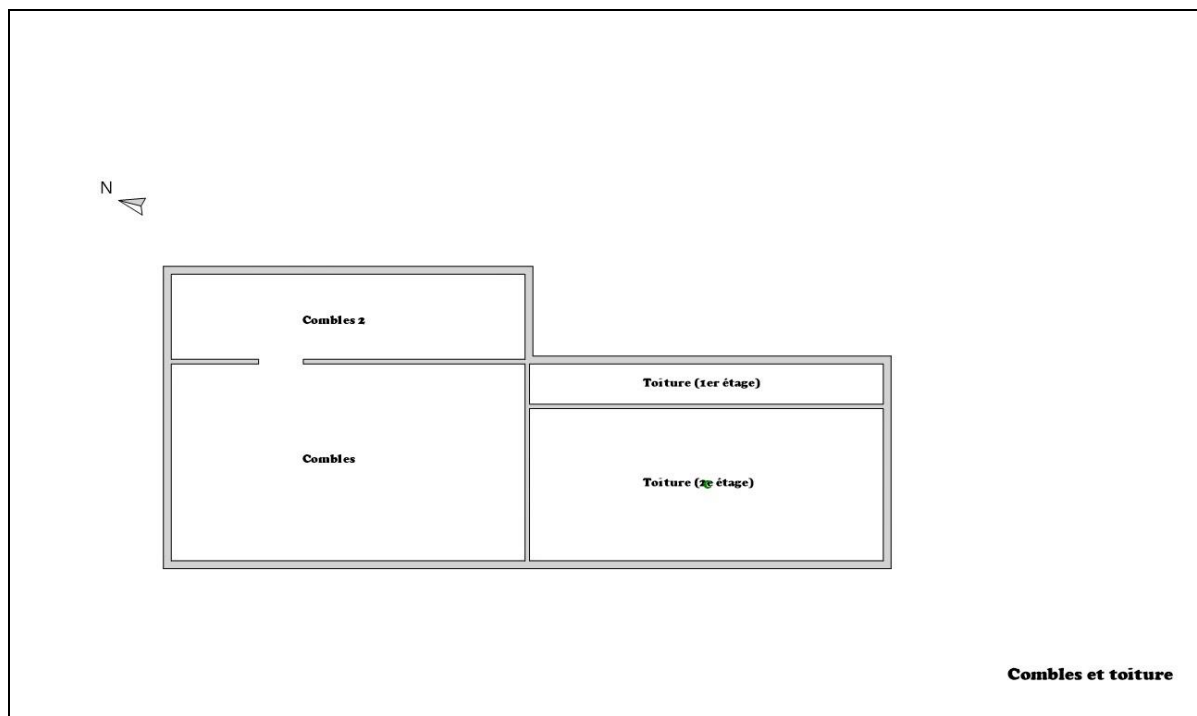 N
Combles 2
Toiture (1er étage)
Combles
Toiture (2e étage)
Combles et toiture